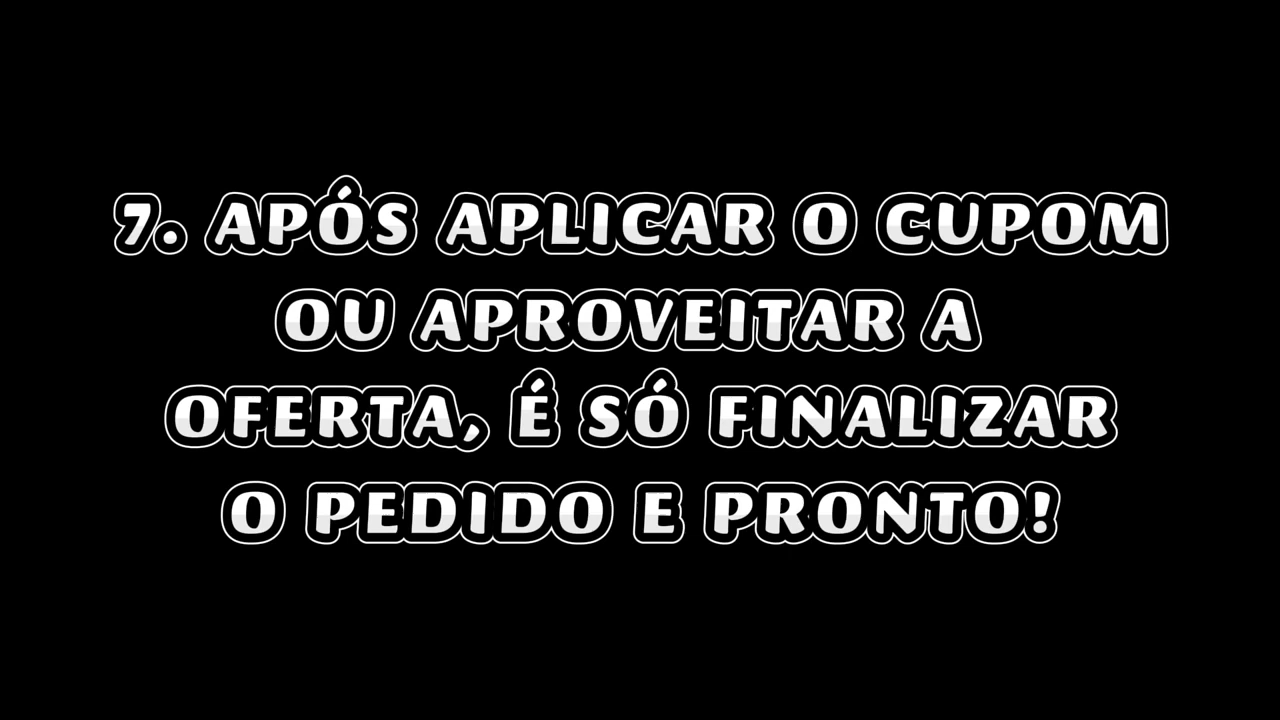 7. APÓS APLICAR O CUPOM
OU APROVEITAR A
OFERTA, É SÓ FINALIZAR
O PEDIDO E PRONTO!